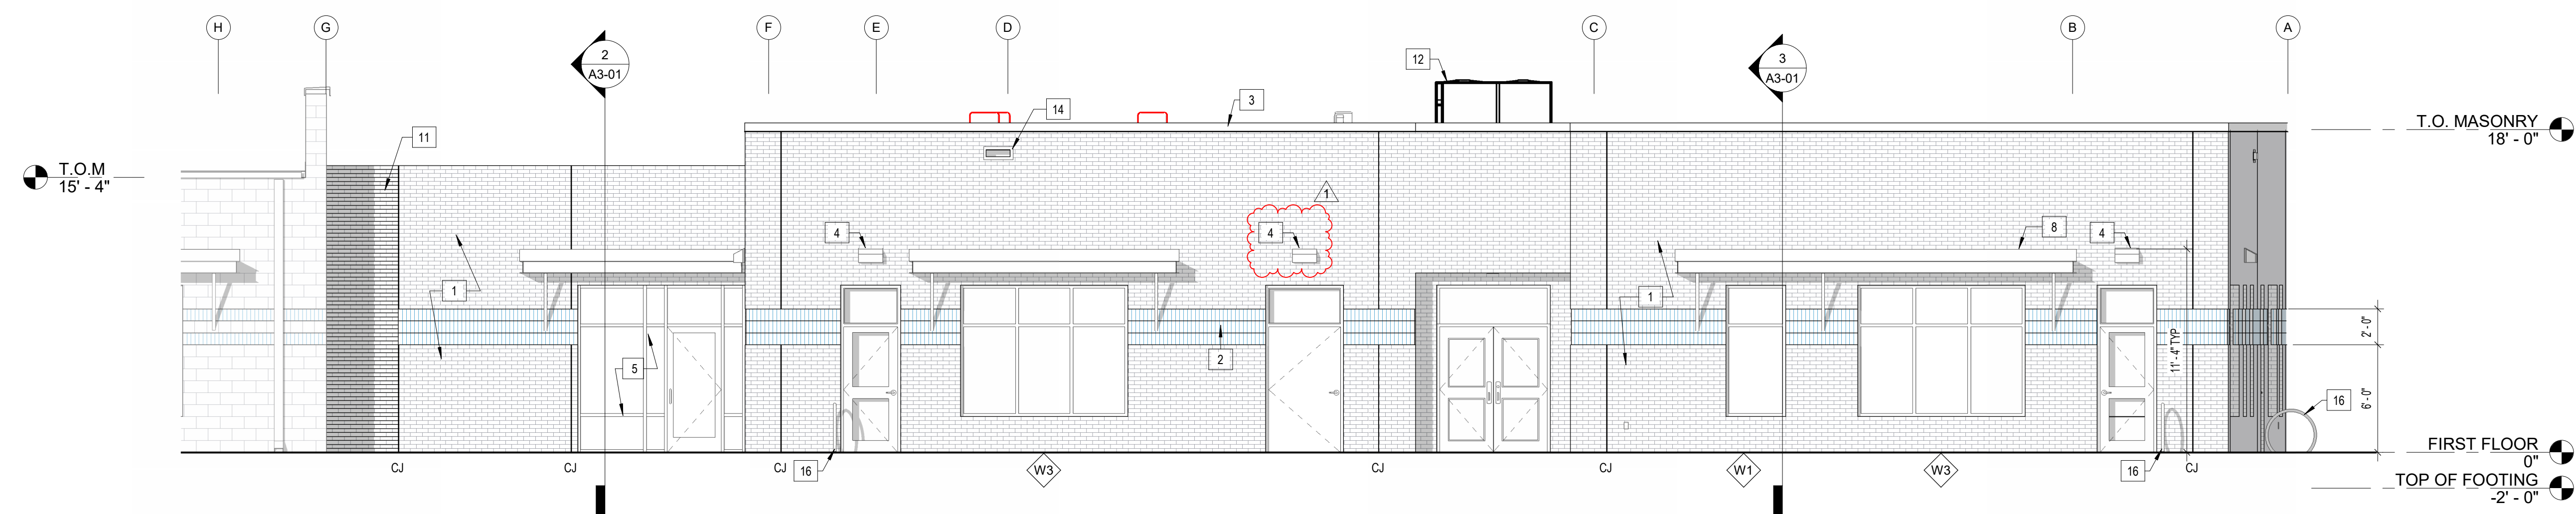 H
G
F
E
D
C
B
A
2
A3-01
3
A3-01
12
3
14
11
T.O.M
15' - 4"
T.O. MASONRY
18' - 0"
1
4
4
8
4
1
1
5
2
11' - 4" TYP
2' - 0"
6' - 0"
16
16
16
CJ
CJ
CJ
W3
CJ
CJ
W1
W3
CJ
FIRST FLOOR
0"
TOP OF FOOTING
-2' - 0"